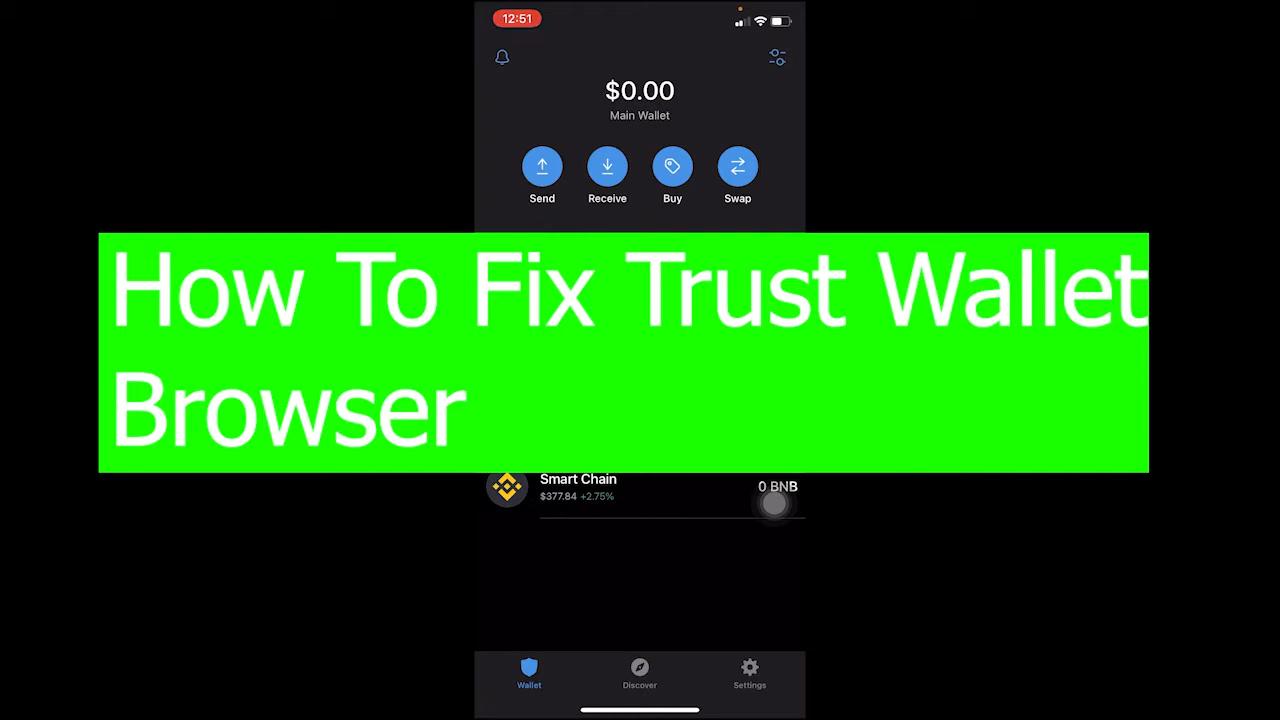 12:51
$0.00
Main Wallet
Send Receive Buy Swap
How To Fix Trust Wallet
Browser
Smart Chain
0 BNB
$377.84 +2.75%
Wallet Discover Settings